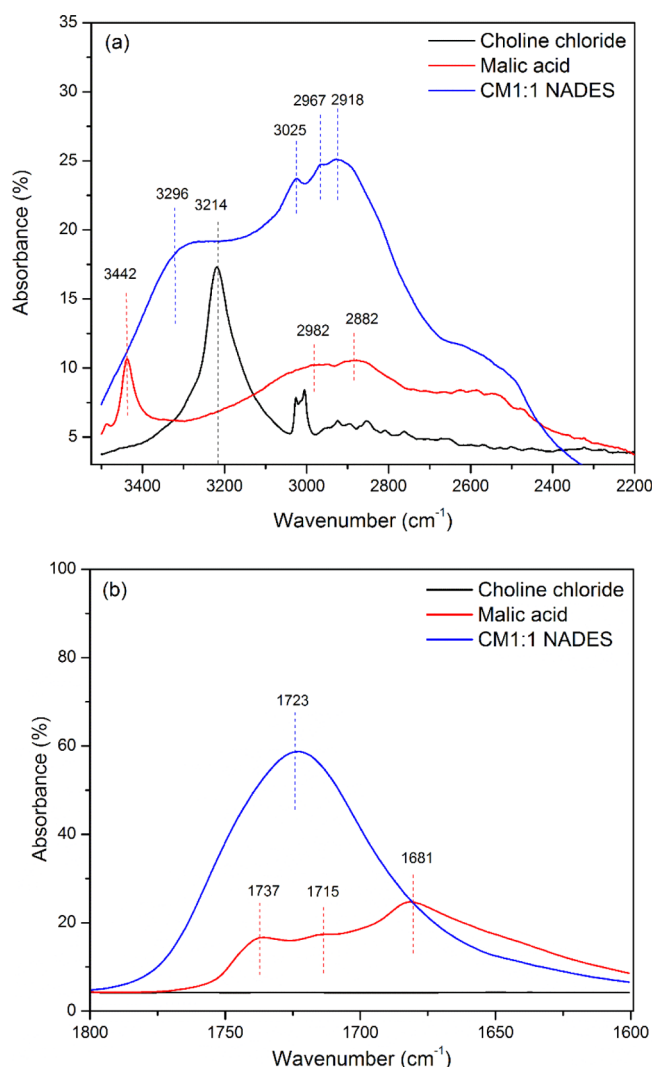 (a)
Choline chloride
Malic acid
CM1:1 NADES
35
30
25
20
15
10
5
2967 2918
3025
3296
3214
3442
2982 2882
3400 3200 3000 2800 2600 2400 2200
Absorbance (%)
Wavenumber (cm-1)
(b)
Choline chloride
Malic acid
CM1:1 NADES
100
80
60
40
20
0
1723
1737 1715 1681
1800 1750 1700 1650 1600
Absorbance (%)
Wavenumber (cm-1)